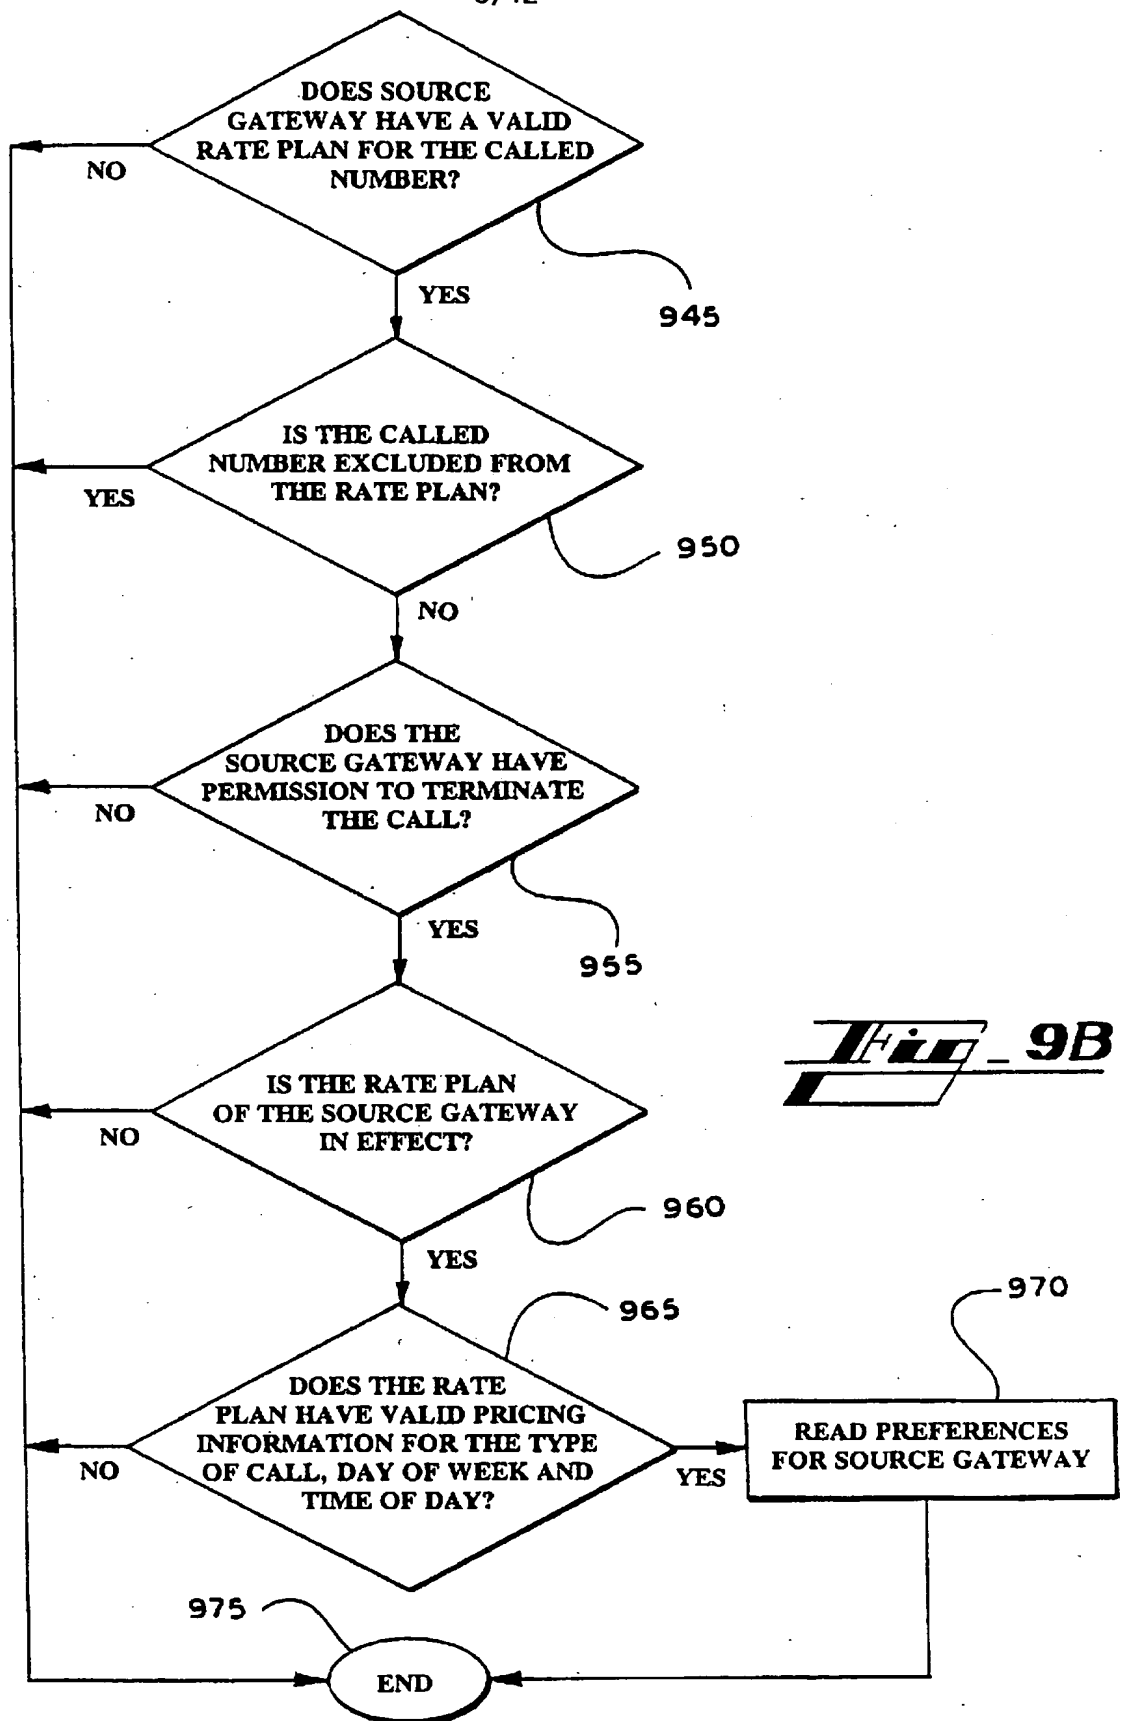 DOES SOURCE
GATEWAY HAVE A VALID
RATE PLAN FOR THE CALLED
NUMBER?
NO
YES
945
IS THE CALLED
NUMBER EXCLUDED FROM
THE RATE PLAN?
YES
950
NO
DOES THE
SOURCE GATEWAY HAVE
PERMISSION TO TERMINATE
THE CALL?
NO
YES
955
Fig_9B
IS THE RATE PLAN
OF THE SOURCE GATEWAY
IN EFFECT?
NO
960
YES
965
970
DOES THE RATE
PLAN HAVE VALID PRICING
INFORMATION FOR THE TYPE
OF CALL, DAY OF WEEK AND
TIME OF DAY?
NO
YES
READ PREFERENCES
FOR SOURCE GATEWAY
975
END